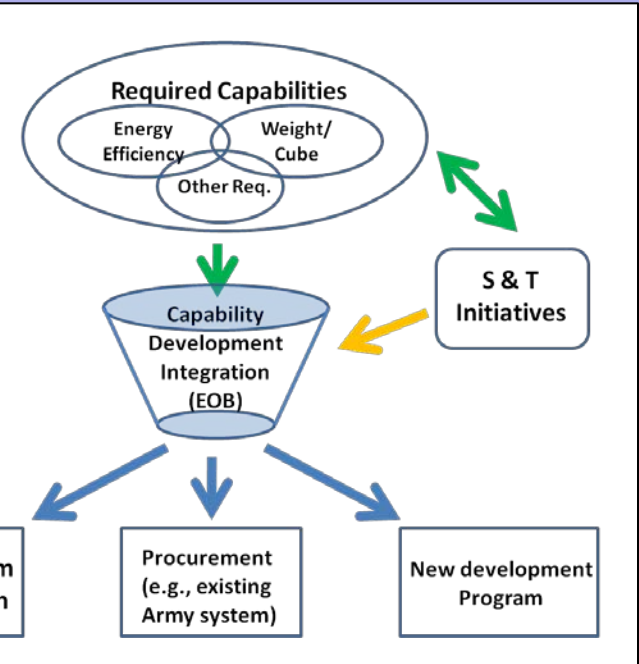 Required Capabilities
Energy
Efficiency
Weight/
Cube
Other Req.
S & T
Initiatives
Capability
Development
Integration
(EOB)
Procurement
(e.g., existing
Army system)
New development
Program